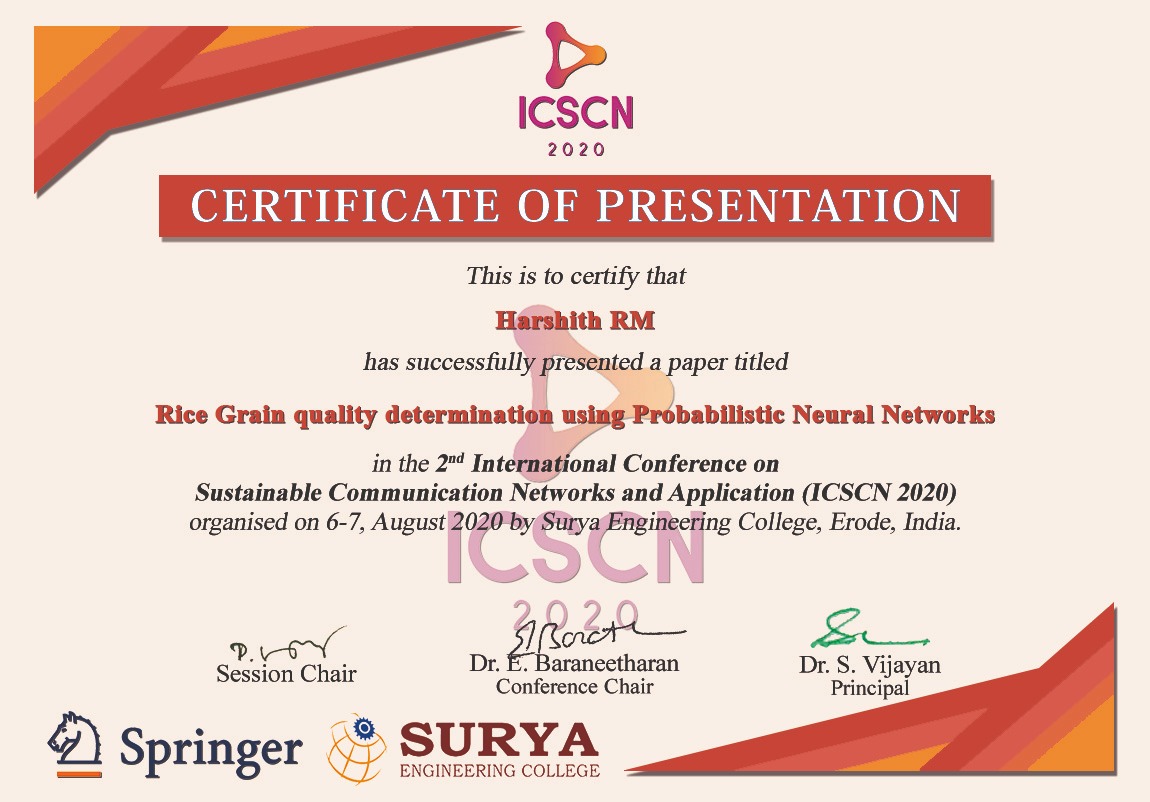 ICSCN
2020
CERTIFICATE OF PRESENTATION
This is to certify that
Harshith RM
has successfully presented a paper titled
Rice Grain quality determination using Probabilistic Neural Networks
in the 2nd International Conference on
Sustainable Communication Networks and Application (ICSCN 2020)
organised on 6-7, August 2020 by Surya Engineering College, Erode, India.
ICSCN
2020
Session Chair
Dr. E. Baraneetharan
Conference Chair
Dr. S. Vijayan
Principal
Springer
SURYA
ENGINEERING COLLEGE